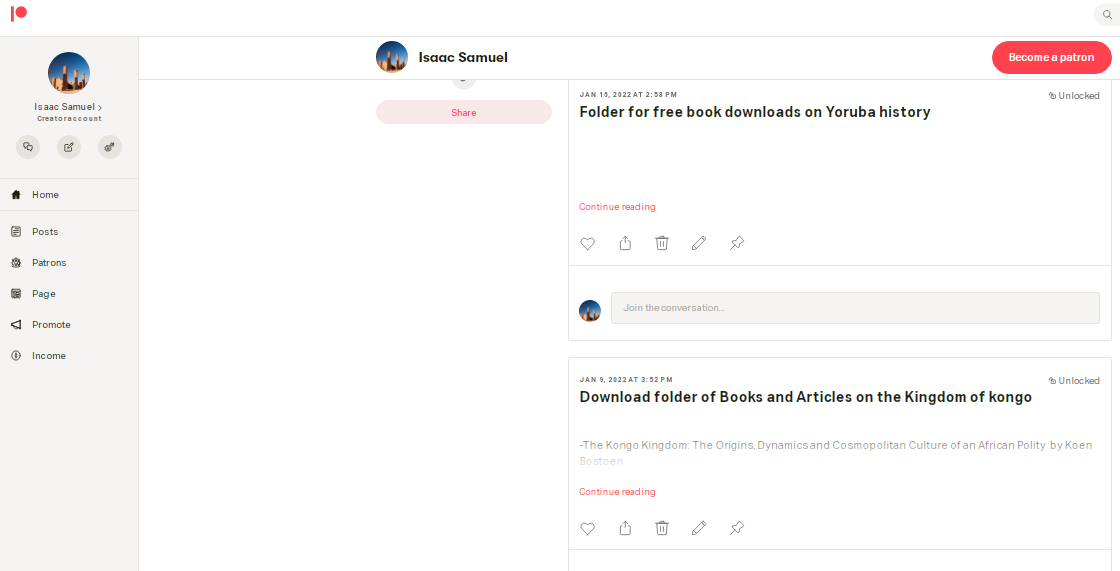 Isaac Samuel
Become a patron
Isaac Samuel
Creator account
Home
Posts
Patrons
Page
Promote
Income
Share
JAN 15, 2022 AT 2:58 PM
Unlocked
Folder for free book downloads on Yoruba history
Continue reading
Join the conversation...
JAN 9, 2022 AT 3:52 PM
Unlocked
Download folder of Books and Articles on the Kingdom of kongo
-The Kongo Kingdom: The Origins, Dynamics and Cosmopolitan Culture of an African Polity by Koen
Bostoen
Continue reading